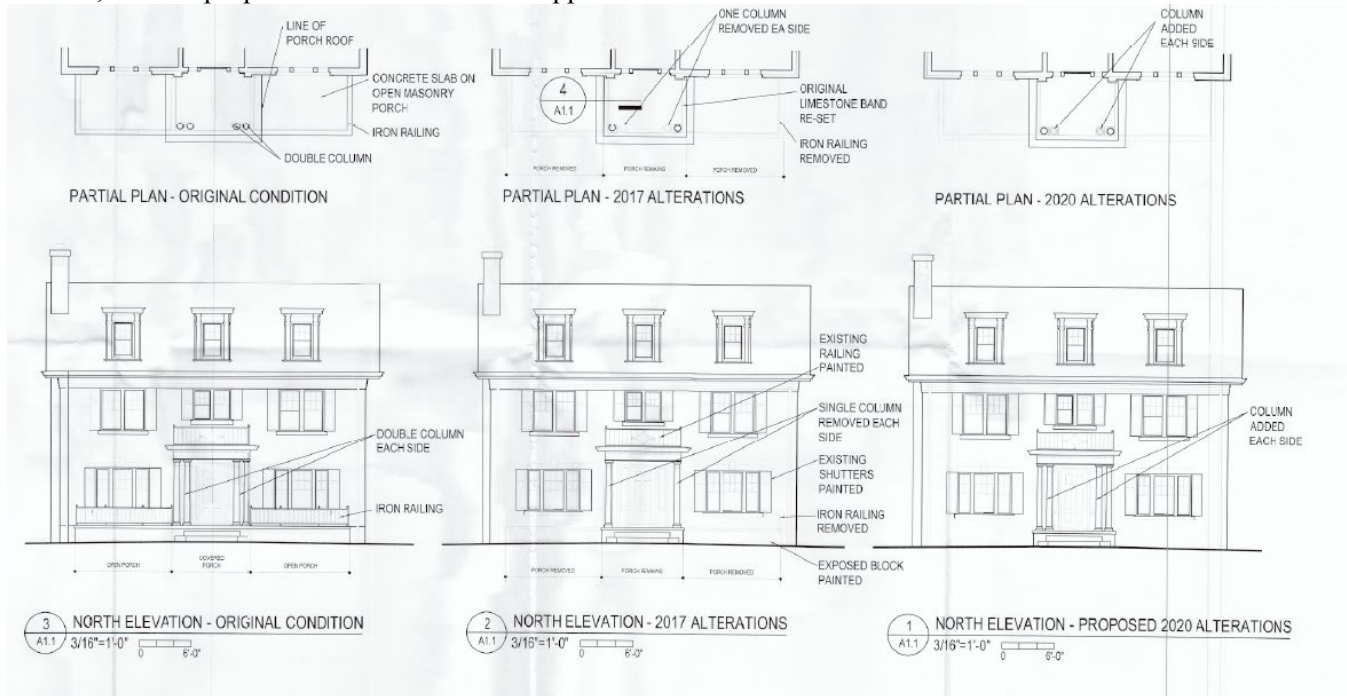 LINE OF
PORCH ROOF
CONCRETE SLAB ON
OPEN MASONRY
PORCH
IRON RAILING
DOUBLE COLUMN
PARTIAL PLAN - ORIGINAL CONDITION
ONE COLUMN
REMOVED EA SIDE
4
A1.1
ORIGINAL
LIMESTONE BAND
RE-SET
IRON RAILING
REMOVED
PORCH REMOVED
PORCH REMAINS
PORCH REMOVED
PARTIAL PLAN - 2017 ALTERATIONS
COLUMN
ADDED
EACH SIDE
PARTIAL PLAN - 2020 ALTERATIONS
DOUBLE COLUMN
EACH SIDE
IRON RAILING
OPEN PORCH
COVERED
PORCH
OPEN PORCH
3
A1.1
NORTH ELEVATION - ORIGINAL CONDITION
3/16"=1'-0"
0 6'-0"
EXISTING
RAILING
PAINTED
SINGLE COLUMN
REMOVED EACH
SIDE
EXISTING
SHUTTERS
PAINTED
IRON RAILING
REMOVED
EXPOSED BLOCK
PAINTED
PORCH REMOVED
PORCH REMAINS
PORCH REMOVED
2
A1.1
NORTH ELEVATION - 2017 ALTERATIONS
3/16"=1'-0"
0 6'-0"
COLUMN
ADDED
EACH SIDE
1
A1.1
NORTH ELEVATION - PROPOSED 2020 ALTERATIONS
3/16"=1'-0"
0 6'-0"